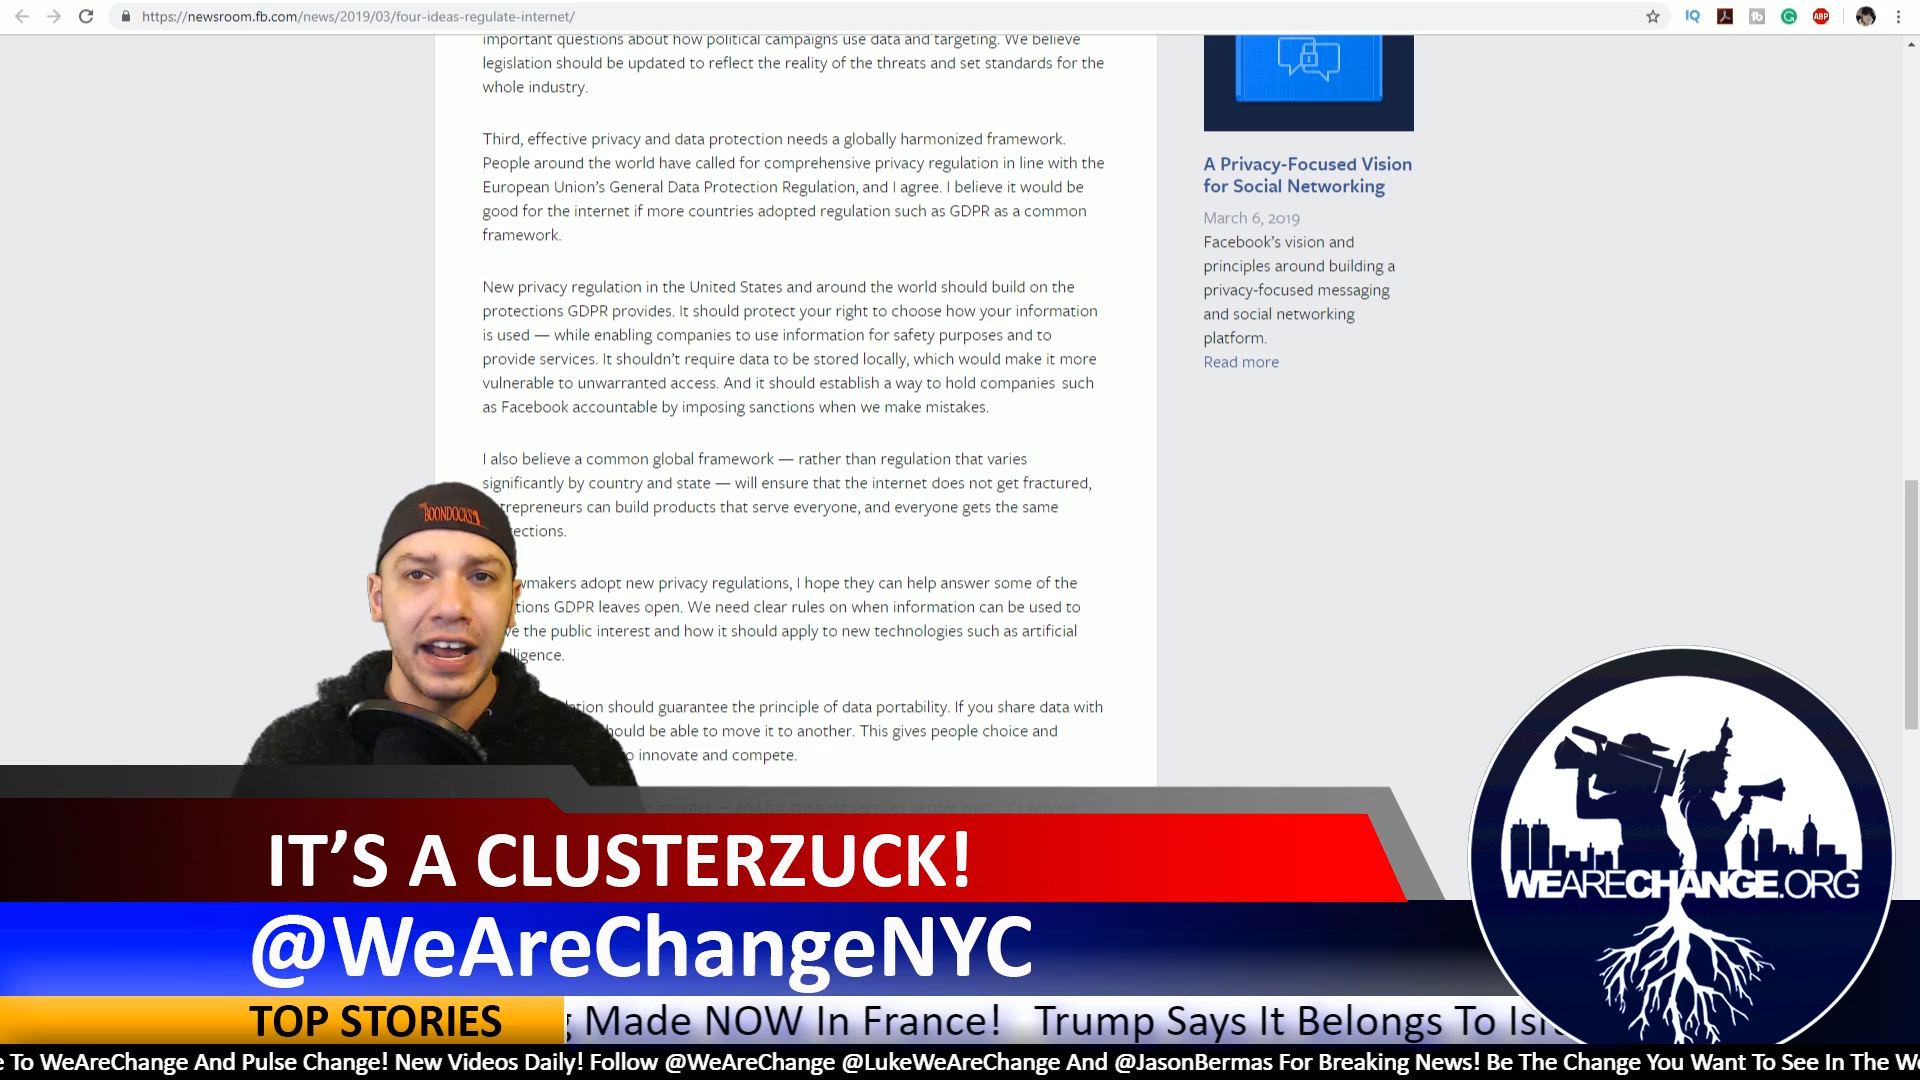 https://newsroom.fb.com/news/2019/03/four-ideas-regulate-internet/
important questions about how political campaigns use data and targeting. We believe
legislation should be updated to reflect the reality of the threats and set standards for the
whole industry.
Third, effective privacy and data protection needs a globally harmonized framework.
People around the world have called for comprehensive privacy regulation in line with the
European Union's General Data Protection Regulation, and I agree. I believe it would be
good for the internet if more countries adopted regulation such as GDPR as a common
framework.
New privacy regulation in the United States and around the world should build on the
protections GDPR provides. It should protect your right to choose how your information
is used — while enabling companies to use information for safety purposes and to
provide services. It shouldn't require data to be stored locally, which would make it more
vulnerable to unwarranted access. And it should establish a way to hold companies such
as Facebook accountable by imposing sanctions when we make mistakes.
I also believe a common global framework — rather than regulation that varies
significantly by country and state — will ensure that the internet does not get fractured,
trepreneurs can build products that serve everyone, and everyone gets the same
ections.
wmakers adopt new privacy regulations, I hope they can help answer some of the
tions GDPR leaves open. We need clear rules on when information can be used to
ve the public interest and how it should apply to new technologies such as artificial
lligence.
lation should guarantee the principle of data portability. If you share data with
hould be able to move it to another. This gives people choice and
o innovate and compete.
e internet — and for creating services people want. It's why we
A Privacy-Focused Vision
for Social Networking
March 6, 2019
Facebook's vision and
principles around building a
privacy-focused messaging
and social networking
platform.
Read more
THE BOONDOCKS
IQ
tb
G
ABP
IT'S A CLUSTERZUCK!
@WeAreChangeNYC
WEARECHANGE.ORG
TOP STORIES
g Made NOW In France! Trump Says It Belongs To Isr
e To WeAreChange And Pulse Change! New Videos Daily! Follow @WeAreChange @LukeWeAreChange And @JasonBermas For Breaking News! Be The Change You Want To See In The Wo